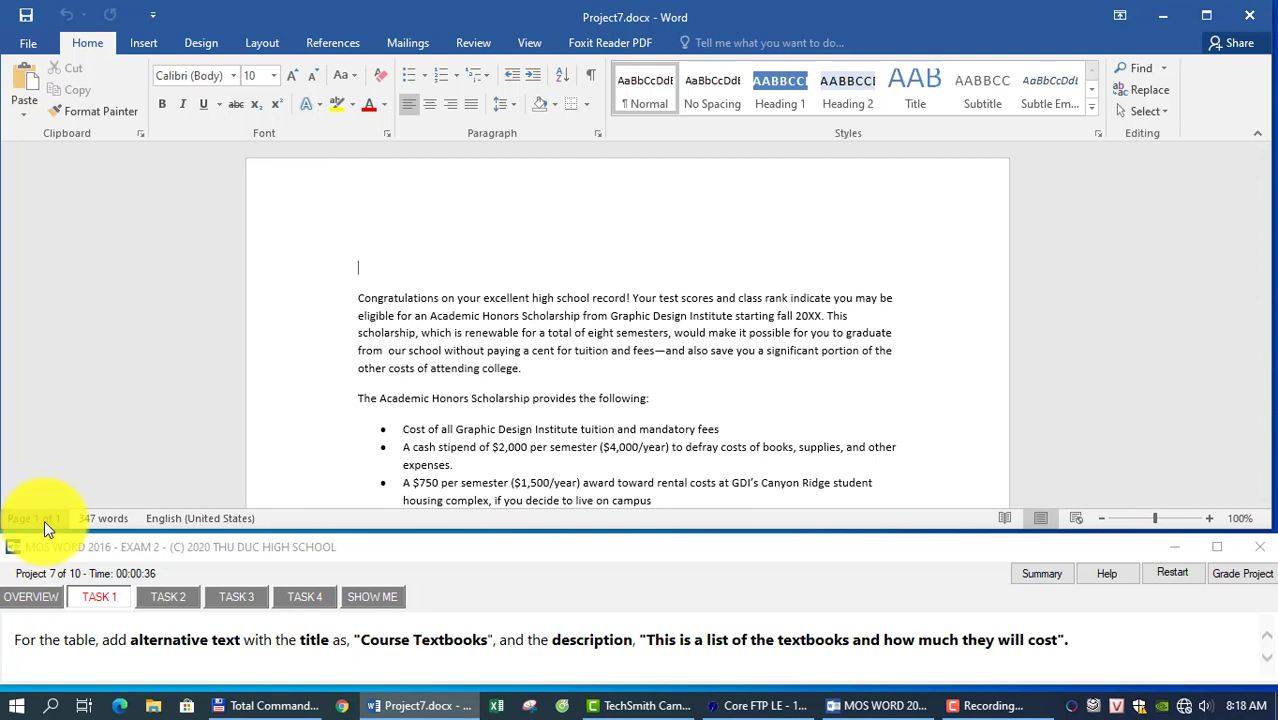 Project7.docx - Word
File Home Insert Design Layout References Mailings Review View Foxit Reader PDF Tell me what you want to do... Share
Paste
Cut
Copy
Format Painter
Calibri (Body) 10
AaBbCcDdE AaBbCcDdE AABBCCI AABBCCDd AAB AABBCC AaBbCcDdE
¶ Normal No Spacing Heading 1 Heading 2 Title Subtitle Subtle Em...
Find
Replace
Select
Clipboard Font Paragraph Styles Editing
Congratulations on your excellent high school record! Your test scores and class rank indicate you may be
eligible for an Academic Honors Scholarship from Graphic Design Institute starting fall 20XX. This
scholarship, which is renewable for a total of eight semesters, would make it possible for you to graduate
from our school without paying a cent for tuition and fees—and also save you a significant portion of the
other costs of attending college.
The Academic Honors Scholarship provides the following:
• Cost of all Graphic Design Institute tuition and mandatory fees
• A cash stipend of $2,000 per semester ($4,000/year) to defray costs of books, supplies, and other
expenses.
• A $750 per semester ($1,500/year) award toward rental costs at GDI's Canyon Ridge student
housing complex, if you decide to live on campus
Page 1 of 1 347 words English (United States) 100%
MOS WORD 2016 - EXAM 2 - (C) 2020 THU DUC HIGH SCHOOL
Project 7 of 10 - Time: 00:00:36 Summary Help Restart Grade Project
OVERVIEW TASK 1 TASK 2 TASK 3 TASK 4 SHOW ME
For the table, add alternative text with the title as, "Course Textbooks", and the description, "This is a list of the textbooks and how much they will cost".
Total Command... Project7.docx - ... TechSmith Cam... Core FTP LE - 1... MOS WORD 20... Recording... 8:18 AM